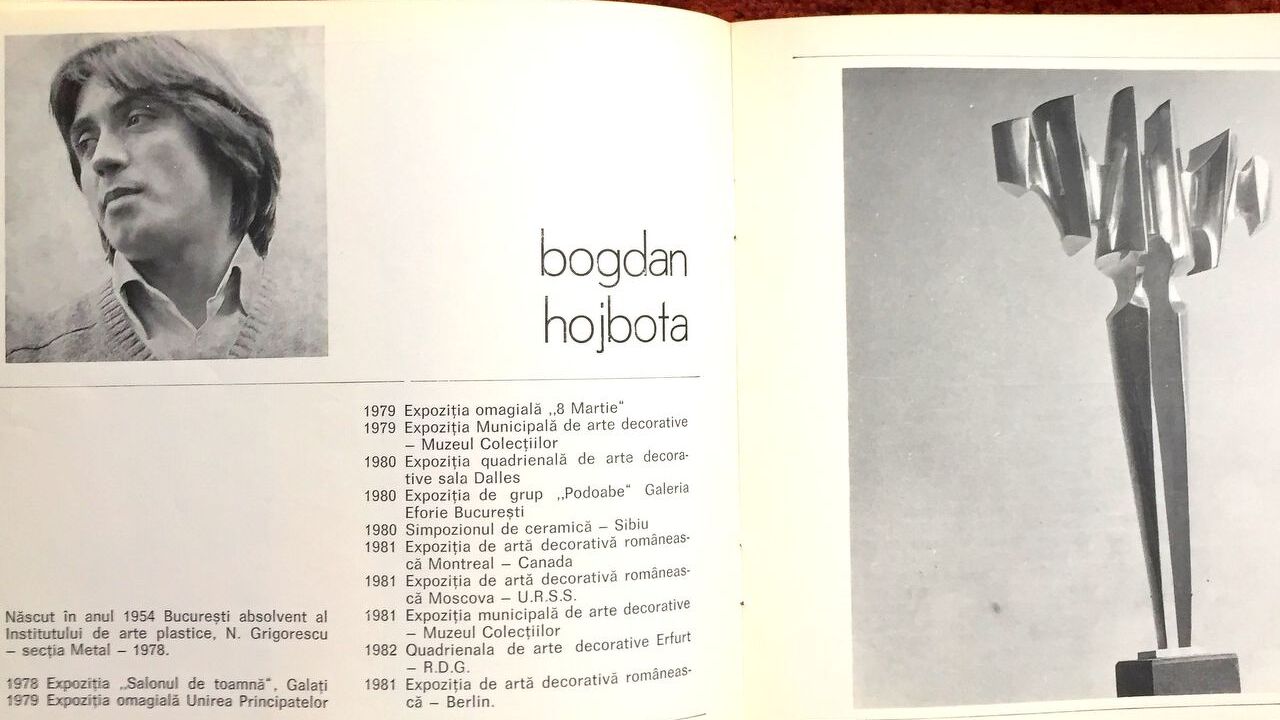 bogdan
hojbota
Născut în anul 1954 București absolvent al
Institutului de arte plastice, N. Grigorescu
– secția Metal – 1978.
1978 Expoziția „Salonul de toamnă“, Galați
1979 Expoziția omagială Unirea Principatelor
1979 Expoziția omagială ,,8 Martie“
1979 Expoziția Municipală de arte decorative
– Muzeul Colecțiilor
1980 Expoziția quadrienală de arte decora-
tive sala Dalles
1980 Expoziția de grup ,,Podoabe“ Galeria
Eforie București
1980 Simpozionul de ceramică – Sibiu
1981 Expoziția de artă decorativă româneas-
că Montreal – Canada
1981 Expoziția de artă decorativă româneas-
că Moscova – U.R.S.S.
1981 Expoziția municipală de arte decorative
– Muzeul Colecțiilor
1982 Quadrienala de arte decorative Erfurt
– R.D.G.
1981 Expoziția de artă decorativă româneas-
că – Berlin.